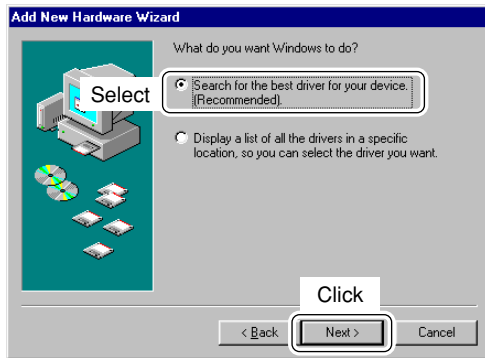 Add New Hardware Wizard
What do you want Windows to do?
Select
Search for the best driver for your device.
(Recommended).
Display a list of all the drivers in a specific
location, so you can select the driver you want.
Click
< Back
Next >
Cancel